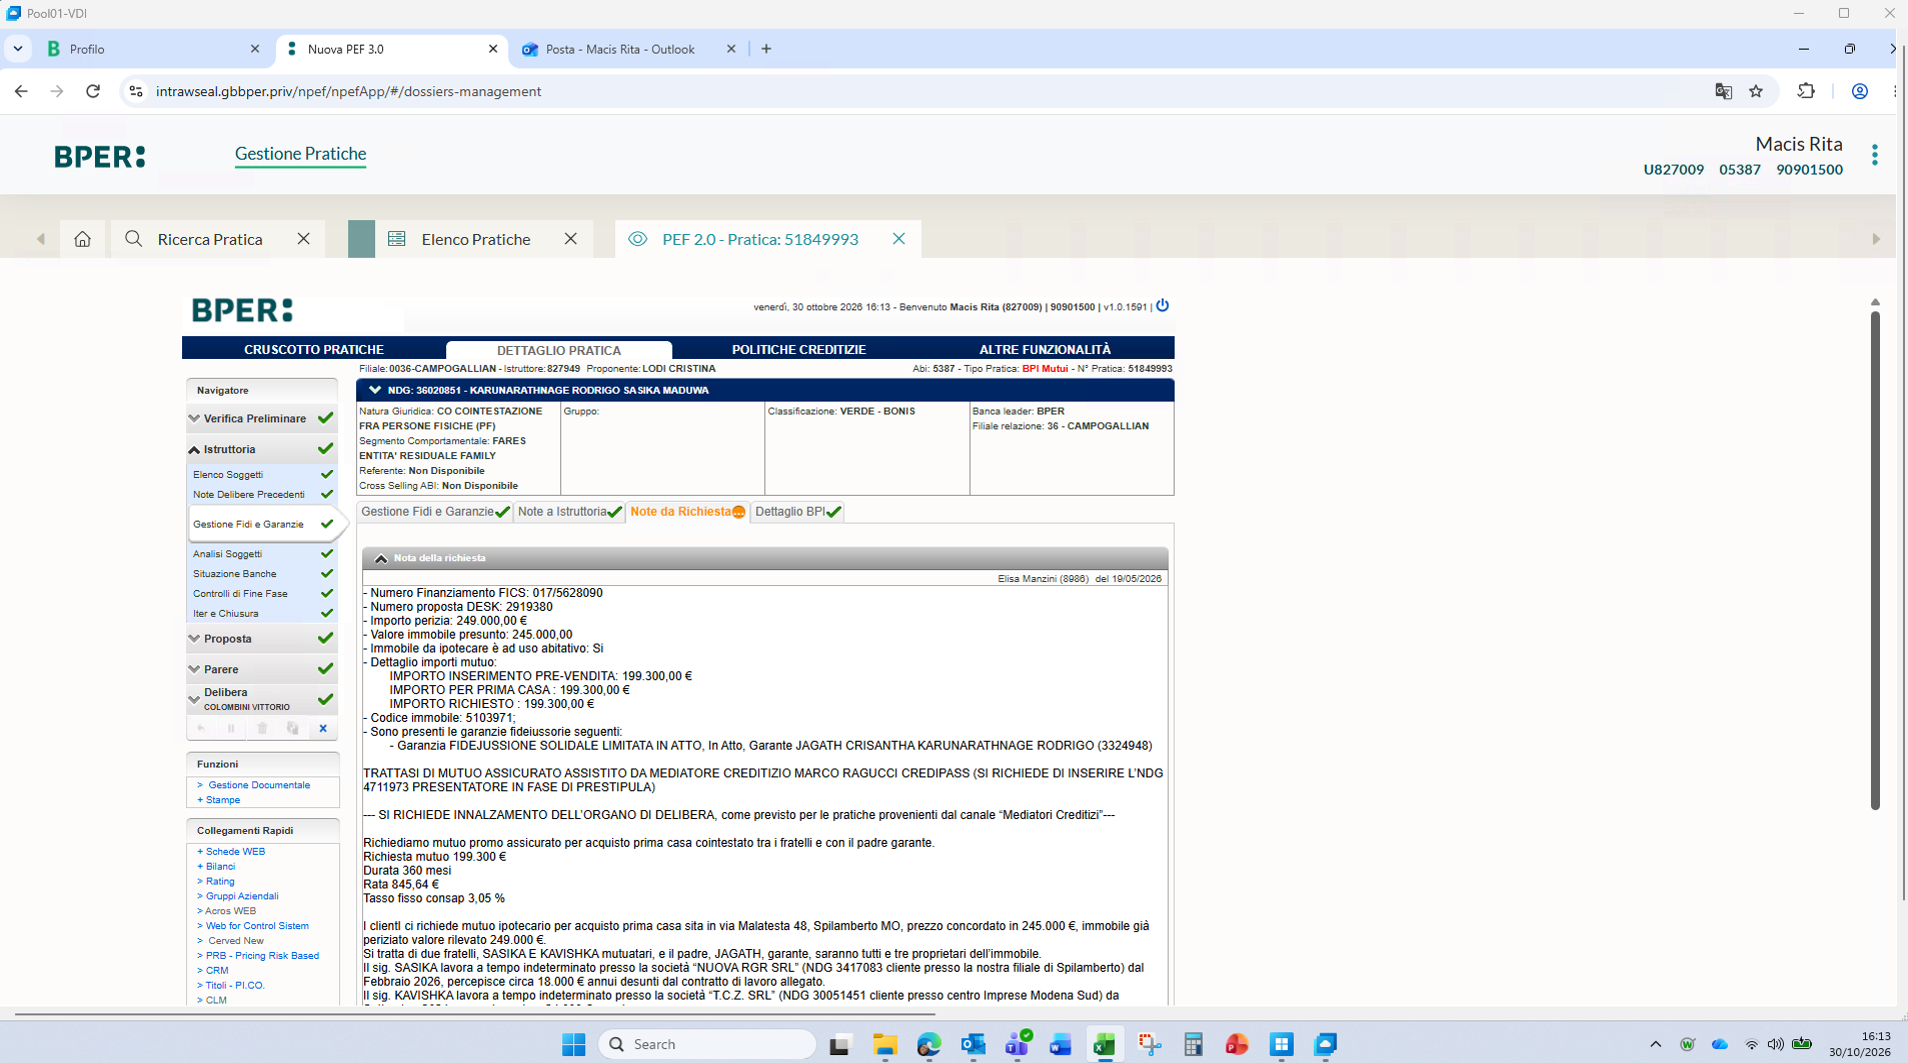 Pool01-VDI
Profilo
Nuova PEF 3.0
Posta - Macis Rita - Outlook
intrawseal.gbbper.priv/npef/npefApp/#/dossiers-management
BPER:
Gestione Pratiche
Macis Rita
U827009 05387 90901500
Ricerca Pratica
Elenco Pratiche
PEF 2.0 - Pratica: 51849993
BPER:
venerdì, 30 ottobre 2026 16:13 - Benvenuto Macis Rita (827009) | 90901500 | v1.0.1591 |
CRUSCOTTO PRATICHE
DETTAGLIO PRATICA
POLITICHE CREDITIZIE
ALTRE FUNZIONALITÀ
Filiale: 0036-CAMPOGALLIAN - Istruttore: 827949 Proponente: LODI CRISTINA
Abi: 5387 - Tipo Pratica: BPI Mutui - N° Pratica: 51849993
NDG: 36020851 - KARUNARATHNAGE RODRIGO SASIKA MADUWA
Natura Giuridica: CO COINTESTAZIONE
FRA PERSONE FISICHE (PF)
Segmento Comportamentale: FARES
ENTITA' RESIDUALE FAMILY
Referente: Non Disponibile
Cross Selling ABI: Non Disponibile
Gruppo:
Classificazione: VERDE - BONIS
Banca leader: BPER
Filiale relazione: 36 - CAMPOGALLIAN
Navigatore
Verifica Preliminare
Istruttoria
Elenco Soggetti
Note Delibere Precedenti
Gestione Fidi e Garanzie
Analisi Soggetti
Situazione Banche
Controlli di Fine Fase
Iter e Chiusura
Proposta
Parere
Delibera
COLOMBINI VITTORIO
Funzioni
> Gestione Documentale
+ Stampe
Collegamenti Rapidi
+ Schede WEB
+ Bilanci
> Rating
> Gruppi Aziendali
> Acros WEB
> Web for Control Sistem
> Cerved New
> PRB - Pricing Risk Based
> CRM
> Titoli - PI.CO.
> CLM
Gestione Fidi e Garanzie
Note a Istruttoria
Note da Richiesta
Dettaglio BPI
Nota della richiesta
Elisa Manzini (8986) del 19/05/2026
- Numero Finanziamento FICS: 017/5628090
- Numero proposta DESK: 2919380
- Importo perizia: 249.000,00 €
- Valore immobile presunto: 245.000,00
- Immobile da ipotecare è ad uso abitativo: Si
- Dettaglio importi mutuo:
IMPORTO INSERIMENTO PRE-VENDITA: 199.300,00 €
IMPORTO PER PRIMA CASA : 199.300,00 €
IMPORTO RICHIESTO : 199.300,00 €
- Codice immobile: 5103971;
- Sono presenti le garanzie fideiussorie seguenti:
- Garanzia FIDEJUSSIONE SOLIDALE LIMITATA IN ATTO, In Atto, Garante JAGATH CRISANTHA KARUNARATHNAGE RODRIGO (3324948)
TRATTASI DI MUTUO ASSICURATO ASSISTITO DA MEDIATORE CREDITIZIO MARCO RAGUCCI CREDIPASS (SI RICHIEDE DI INSERIRE L’NDG
4711973 PRESENTATORE IN FASE DI PRESTIPULA)
--- SI RICHIEDE INNALZAMENTO DELL’ORGANO DI DELIBERA, come previsto per le pratiche provenienti dal canale “Mediatori Creditizi”---
Richiediamo mutuo promo assicurato per acquisto prima casa cointestato tra i fratelli e con il padre garante.
Richiesta mutuo 199.300 €
Durata 360 mesi
Rata 845,64 €
Tasso fisso consap 3,05 %
I clientI ci richiede mutuo ipotecario per acquisto prima casa sita in via Malatesta 48, Spilamberto MO, prezzo concordato in 245.000 €, immobile già
periziato valore rilevato 249.000 €.
Si tratta di due fratelli, SASIKA E KAVISHKA mutuatari, e il padre, JAGATH, garante, saranno tutti e tre proprietari dell’immobile.
Il sig. SASIKA lavora a tempo indeterminato presso la società “NUOVA RGR SRL” (NDG 3417083 cliente presso la nostra filiale di Spilamberto) dal
Febbraio 2026, percepisce circa 18.000 € annui desunti dal contratto di lavoro allegato.
Il sig. KAVISHKA lavora a tempo indeterminato presso la società “T.C.Z. SRL” (NDG 30051451 cliente presso centro Imprese Modena Sud) da
Search
16:13
30/10/2026